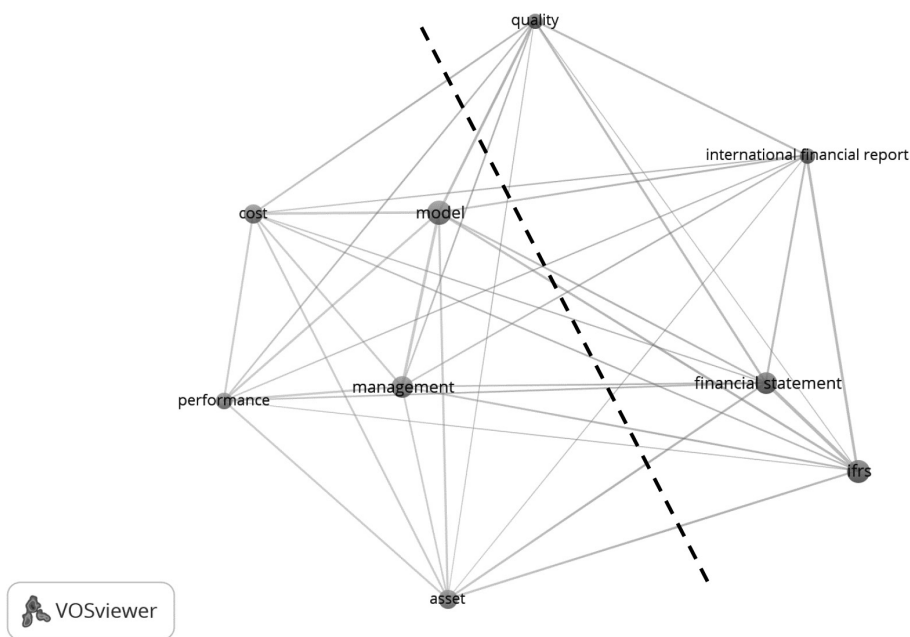 quality
international financial report
cost
model
management
financial statement
performance
ifrs
asset
VOSviewer